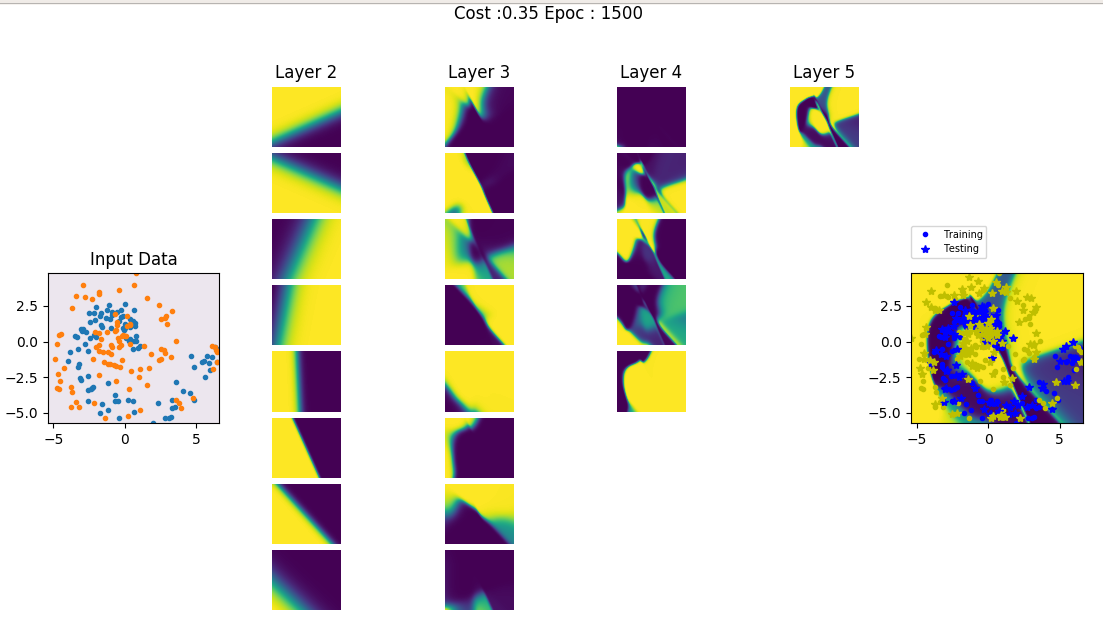 Cost :0.35 Epoc : 1500
Layer 2
Layer 3
Layer 4
Layer 5
Input Data
2.5
0.0
−2.5
−5.0
−5
0
5
Training
Testing
2.5
0.0
−2.5
−5.0
−5
0
5